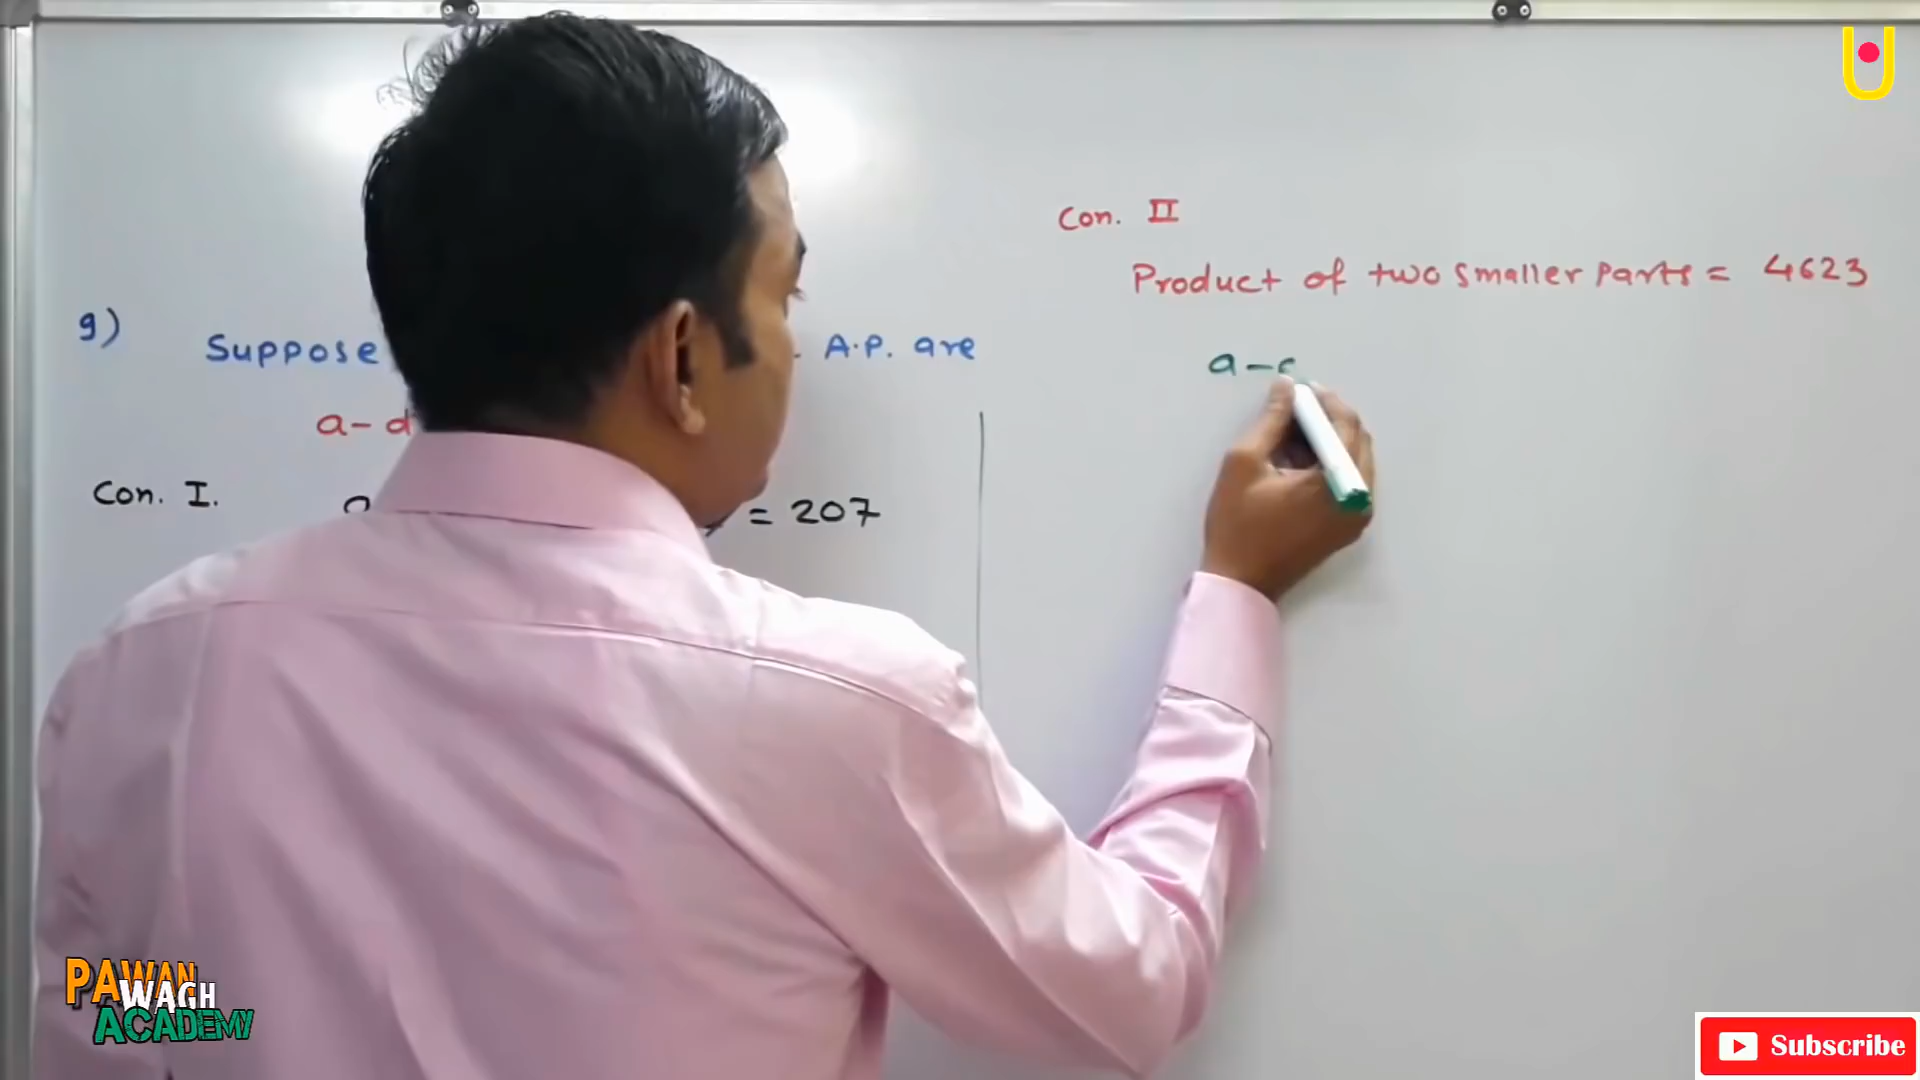 9) Suppose A.P. are
a - d
Con. I. = 207
Con. II
Product of two smaller parts = 4623
a -
PAWAN
WAGH
ACADEMY
Subscribe